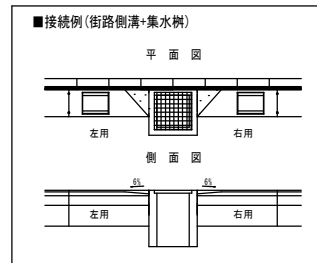 ■接続例(街路側溝+集水桝)
平 面 図
左用 右用
側 面 図
6% 6%
左用 右用